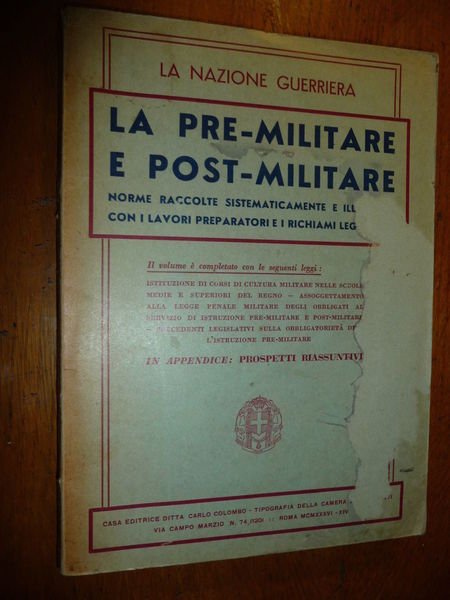 LA NAZIONE GUERRIERA
LA PRE-MILITARE
E POST-MILITARE
NORME RACCOLTE SISTEMATICAMENTE E ILL
CON I LAVORI PREPARATORI E I RICHIAMI LEG
Il volume è completato con le seguenti leggi:
ISTITUZIONE DI CORSI DI CULTURA MILITARE NELLE SCUOLE
MEDIE E SUPERIORI DEL REGNO - ASSOGGETTAMENTO
ALLA LEGGE PENALE MILITARE DEGLI OBBLIGATI AL
SERVIZIO DI ISTRUZIONE PRE-MILITARE E POST-MILITARE
- PRECEDENTI LEGISLATIVI SULLA OBBLIGATORIETÀ DEL
L'ISTRUZIONE PRE-MILITARE
IN APPENDICE: PROSPETTI RIASSUNTIVI
CASA EDITRICE DITTA CARLO COLOMBO - TIPOGRAFIA DELLA CAMERA
VIA CAMPO MARZIO N. 74 (120) :: ROMA MCMXXXVI - XIV